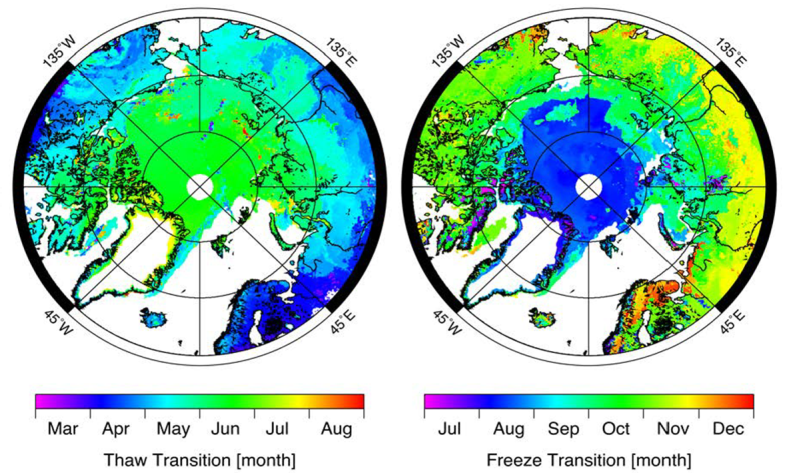 135°W 135°E 135°W 135°E
45°W 45°E 45°W 45°E
Mar Apr May Jun Jul Aug Jul Aug Sep Oct Nov Dec
Thaw Transition [month] Freeze Transition [month]